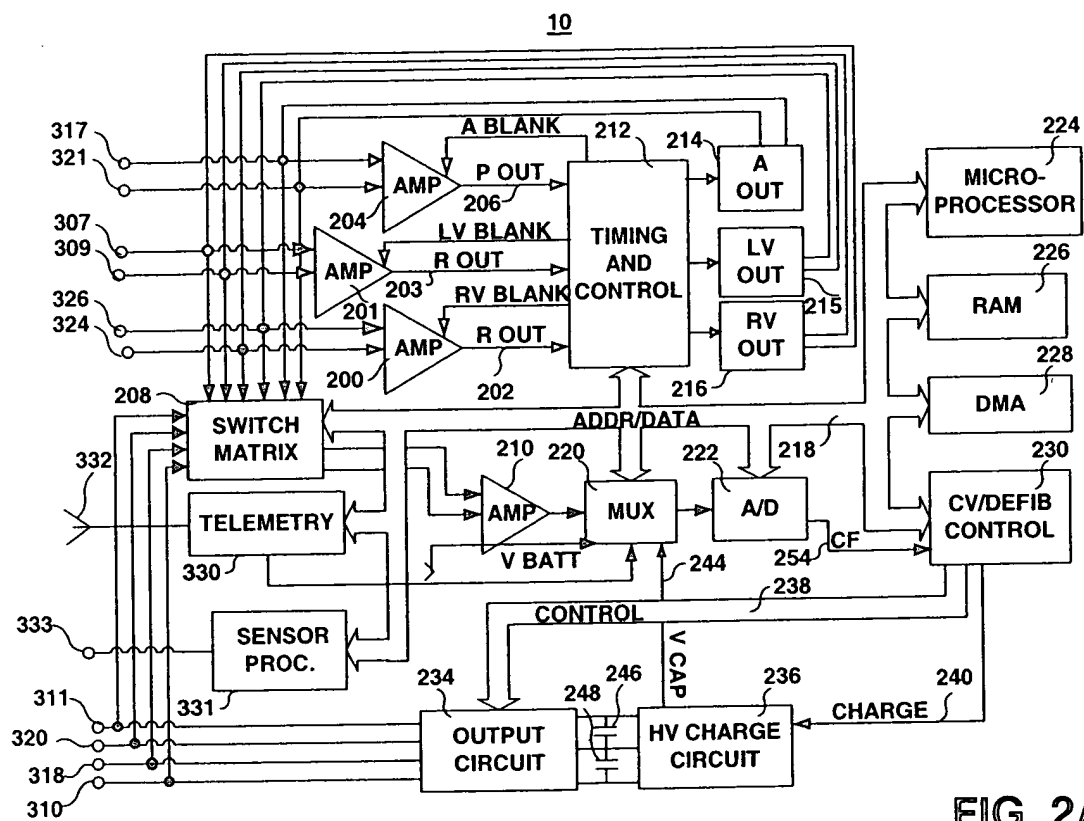 10
317
321
307
309
326
324
A BLANK
AMP
P OUT
204
206
LV BLANK
AMP
R OUT
201
203
RV BLANK
AMP
R OUT
200
202
212
TIMING
AND
CONTROL
214
A
OUT
LV
OUT
215
RV
OUT
216
224
MICRO-
PROCESSOR
226
RAM
228
DMA
230
CV/DEFIB
CONTROL
208
SWITCH
MATRIX
ADDR/DATA
218
332
TELEMETRY
330
210
AMP
220
MUX
222
A/D
V BATT
244
254
CF
333
SENSOR
PROC.
331
CONTROL
238
V CAP
311
320
318
310
234
OUTPUT
CIRCUIT
248
246
236
HV CHARGE
CIRCUIT
CHARGE
240